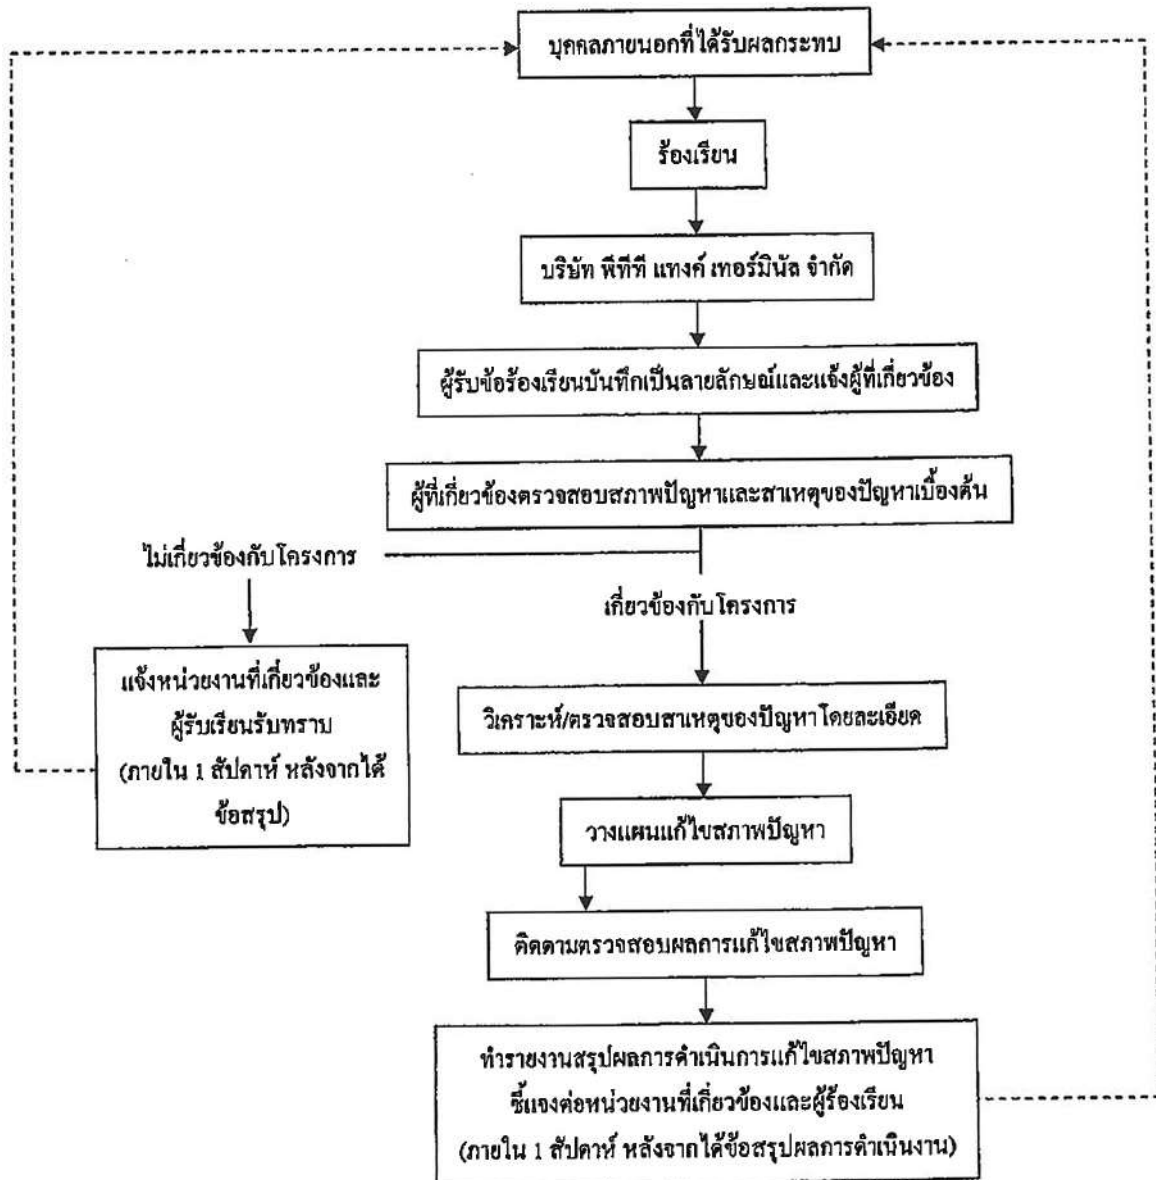 บุคคลภายนอกที่ได้รับผลกระทบ
ร้องเรียน
บริษัท พีทีที แทงค์ เทอร์มินัล จำกัด
ผู้รับข้อร้องเรียนบันทึกเป็นลายลักษณ์และแจ้งผู้ที่เกี่ยวข้อง
ผู้ที่เกี่ยวข้องตรวจสอบสภาพปัญหาและสาเหตุของปัญหาเบื้องต้น
ไม่เกี่ยวข้องกับโครงการ
เกี่ยวข้องกับโครงการ
แจ้งหน่วยงานที่เกี่ยวข้องและ
ผู้รับเรียนรับทราบ
(ภายใน 1 สัปดาห์ หลังจากได้
ข้อสรุป)
วิเคราะห์/ตรวจสอบสาเหตุของปัญหาโดยละเอียด
วางแผนแก้ไขสภาพปัญหา
ติดตามตรวจสอบผลการแก้ไขสภาพปัญหา
ทำรายงานสรุปผลการดำเนินการแก้ไขสภาพปัญหา
ชี้แจงต่อหน่วยงานที่เกี่ยวข้องและผู้ร้องเรียน
(ภายใน 1 สัปดาห์ หลังจากได้ข้อสรุปผลการดำเนินงาน)